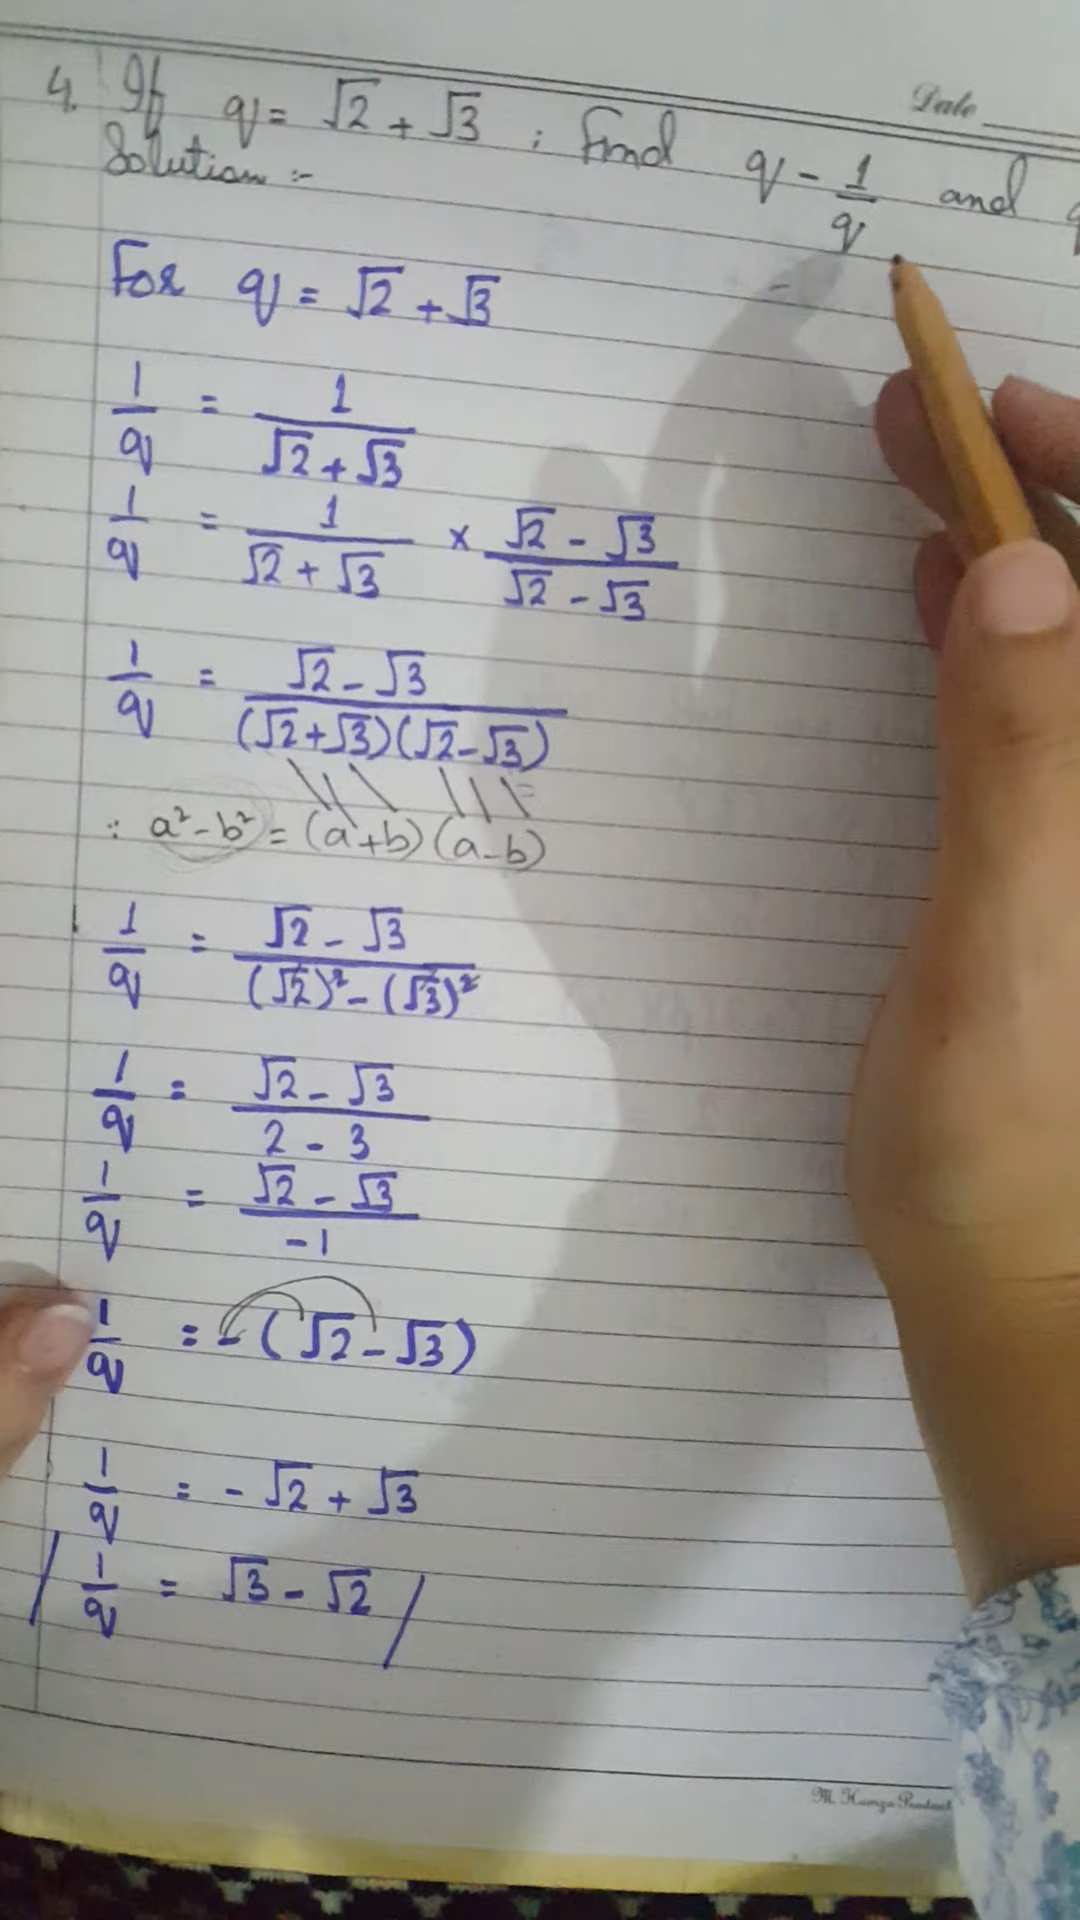 Date
4. If q = √2 + √3 ; find q - 1/q and q
Solution :-
For q = √2 + √3
1/q = 1/(√2 + √3)
1/q = 1/(√2 + √3) × (√2 - √3)/(√2 - √3)
1/q = (√2 - √3)/((√2+√3)(√2-√3))
∴ a² - b² = (a+b)(a-b)
1/q = (√2 - √3)/((√2)² - (√3)²)
1/q = (√2 - √3)/(2 - 3)
1/q = (√2 - √3)/(-1)
1/q = -(√2 - √3)
1/q = -√2 + √3
1/q = √3 - √2
M. Hamza Product